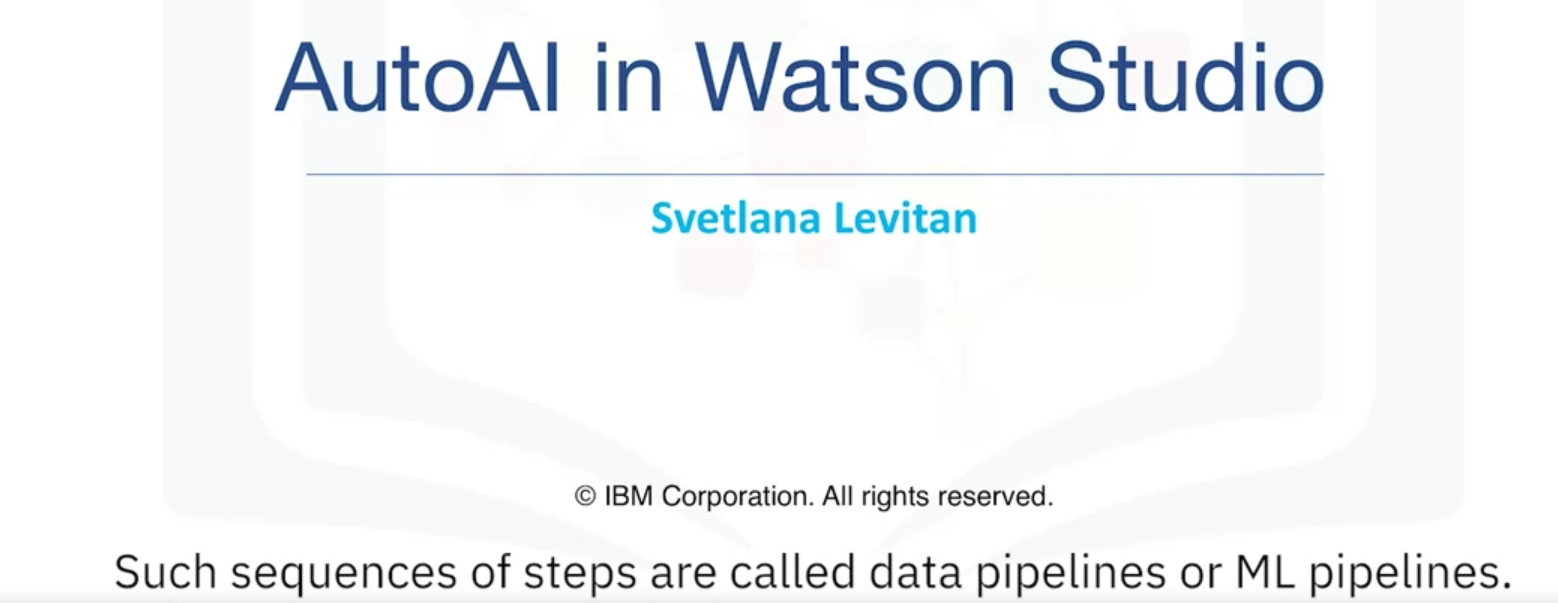 AutoAI in Watson Studio
Svetlana Levitan
© IBM Corporation. All rights reserved.
Such sequences of steps are called data pipelines or ML pipelines.